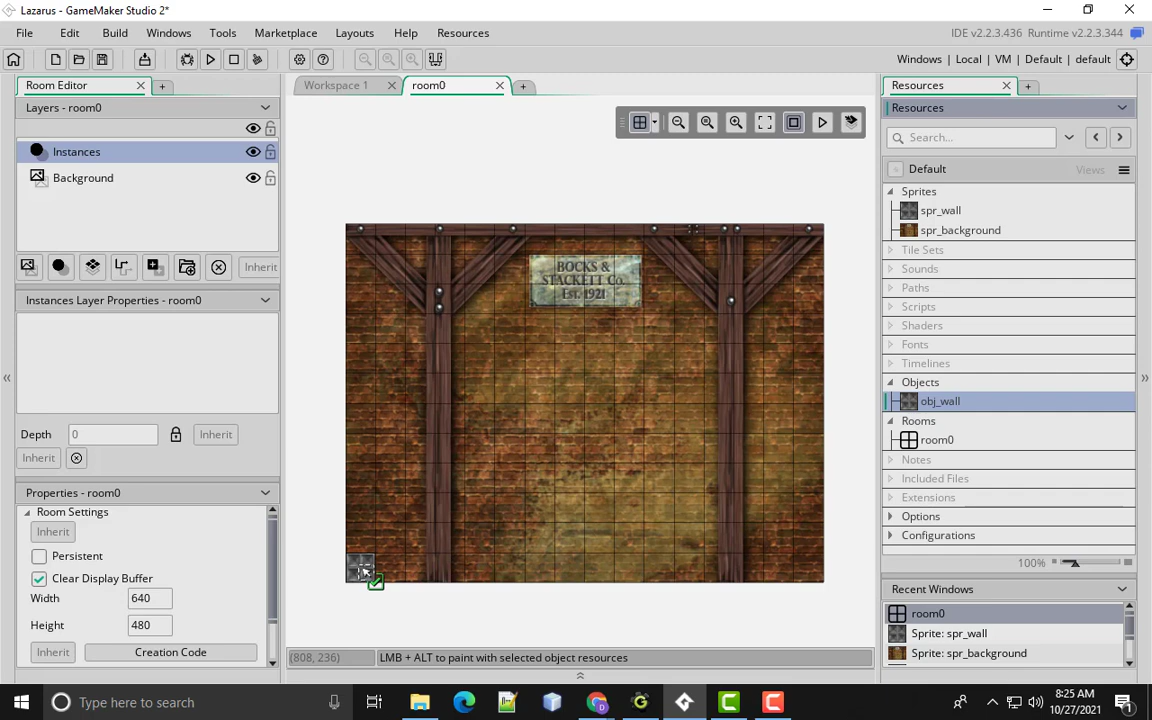 Lazarus - GameMaker Studio 2*
File Edit Build Windows Tools Marketplace Layouts Help Resources
IDE v2.2.3.436 Runtime v2.2.3.344
Windows | Local | VM | Default | default
Room Editor
Workspace 1
room0
Resources
Layers - room0
Resources
Search...
Instances
Background
Default
Views
Sprites
spr_wall
spr_background
Tile Sets
Sounds
Paths
Scripts
Shaders
Fonts
Timelines
Objects
obj_wall
Rooms
room0
Notes
Included Files
Extensions
Options
Configurations
100%
Inherit
Instances Layer Properties - room0
BOCKS &
STACKETT Co.
Est. 1921
Depth 0 Inherit
Inherit
Properties - room0
Room Settings
Inherit
Persistent
Clear Display Buffer
Width 640
Height 480
Inherit Creation Code
(808, 236) LMB + ALT to paint with selected object resources
Recent Windows
room0
Sprite: spr_wall
Sprite: spr_background
Type here to search
8:25 AM
10/27/2021
1